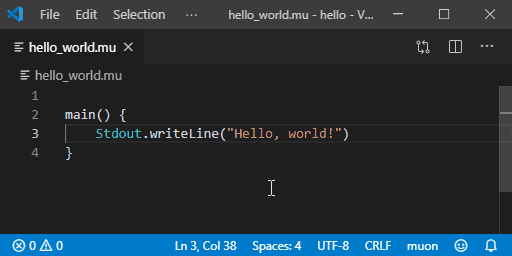 File Edit Selection ··· hello_world.mu - hello - V...
hello_world.mu
hello_world.mu
1
2 main() {
3     Stdout.writeLine("Hello, world!")
4 }
0 0 Ln 3, Col 38 Spaces: 4 UTF-8 CRLF muon